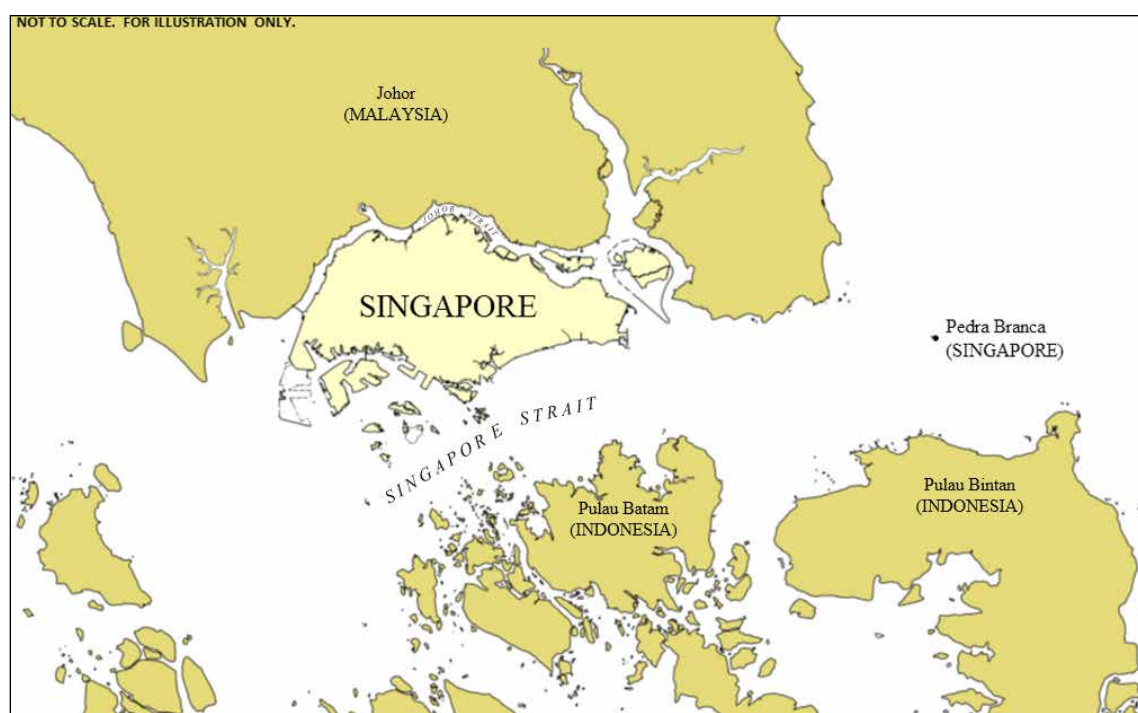 NOT TO SCALE. FOR ILLUSTRATION ONLY.
Johor
(MALAYSIA)
JOHOR STRAIT
SINGAPORE
Pedra Branca
(SINGAPORE)
SINGAPORE STRAIT
Pulau Batam
(INDONESIA)
Pulau Bintan
(INDONESIA)